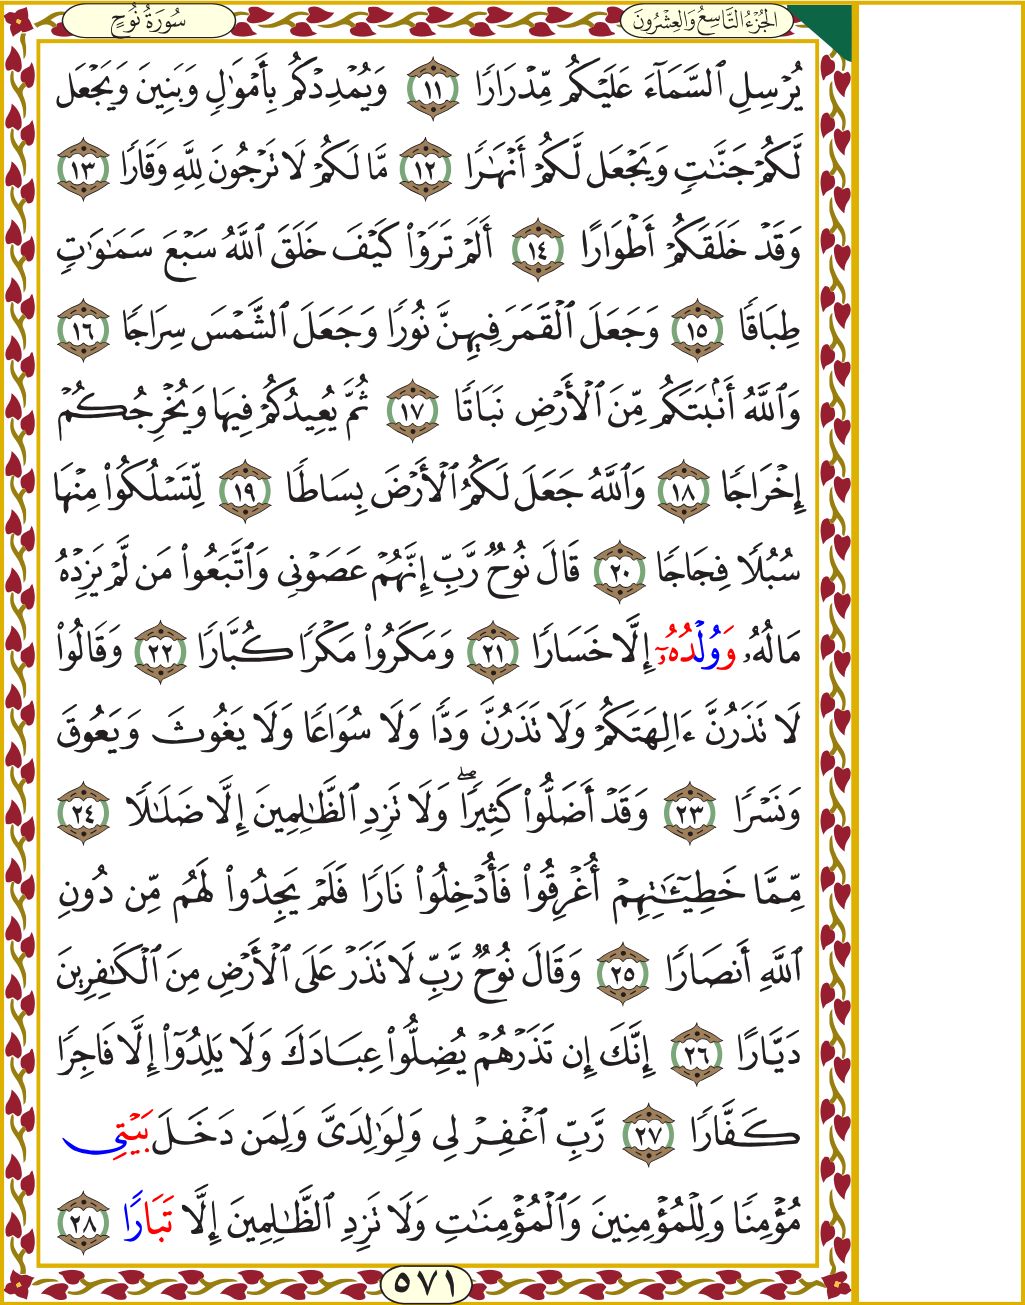 الجُزْءُ التَّاسِعُ وَالعِشْرُونَ
سُورَةُ نُوحٍ
يُرْسِلِ ٱلسَّمَآءَ عَلَيْكُم مِّدْرَارًا ١١ وَيُمْدِدْكُم بِأَمْوَٰلٍ وَبَنِينَ وَيَجْعَل
لَّكُمْ جَنَّٰتٍ وَيَجْعَل لَّكُمْ أَنْهَٰرًا ١٢ مَّا لَكُمْ لَا تَرْجُونَ لِلَّهِ وَقَارًا ١٣
وَقَدْ خَلَقَكُمْ أَطْوَارًا ١٤ أَلَمْ تَرَوْا۟ كَيْفَ خَلَقَ ٱللَّهُ سَبْعَ سَمَٰوَٰتٍ
طِبَاقًا ١٥ وَجَعَلَ ٱلْقَمَرَ فِيهِنَّ نُورًا وَجَعَلَ ٱلشَّمْسَ سِرَاجًا ١٦
وَٱللَّهُ أَنۢبَتَكُم مِّنَ ٱلْأَرْضِ نَبَاتًا ١٧ ثُمَّ يُعِيدُكُمْ فِيهَا وَيُخْرِجُكُمْ
إِخْرَاجًا ١٨ وَٱللَّهُ جَعَلَ لَكُمُ ٱلْأَرْضَ بِسَاطًا ١٩ لِّتَسْلُكُوا۟ مِنْهَا
سُبُلًا فِجَاجًا ٢٠ قَالَ نُوحٌ رَّبِّ إِنَّهُمْ عَصَوْنِى وَٱتَّبَعُوا۟ مَن لَّمْ يَزِدْهُ
مَالُهُۥ وَوُلْدُهُۥٓ إِلَّا خَسَارًا ٢١ وَمَكَرُوا۟ مَكْرًا كُبَّارًا ٢٢ وَقَالُوا۟
لَا تَذَرُنَّ ءَالِهَتَكُمْ وَلَا تَذَرُنَّ وَدًّا وَلَا سُوَاعًا وَلَا يَغُوثَ وَيَعُوقَ
وَنَسْرًا ٢٣ وَقَدْ أَضَلُّوا۟ كَثِيرًا ۖ وَلَا تَزِدِ ٱلظَّٰلِمِينَ إِلَّا ضَلَٰلًا ٢٤
مِّمَّا خَطِيٓـَٰٔتِهِمْ أُغْرِقُوا۟ فَأُدْخِلُوا۟ نَارًا فَلَمْ يَجِدُوا۟ لَهُم مِّن دُونِ
ٱللَّهِ أَنصَارًا ٢٥ وَقَالَ نُوحٌ رَّبِّ لَا تَذَرْ عَلَى ٱلْأَرْضِ مِنَ ٱلْكَٰفِرِينَ
دَيَّارًا ٢٦ إِنَّكَ إِن تَذَرْهُمْ يُضِلُّوا۟ عِبَادَكَ وَلَا يَلِدُوٓا۟ إِلَّا فَاجِرًا
كَفَّارًا ٢٧ رَّبِّ ٱغْفِرْ لِى وَلِوَٰلِدَىَّ وَلِمَن دَخَلَ بَيْتِى
مُؤْمِنًا وَلِلْمُؤْمِنِينَ وَٱلْمُؤْمِنَٰتِ وَلَا تَزِدِ ٱلظَّٰلِمِينَ إِلَّا تَبَارًا ٢٨
٥٧١